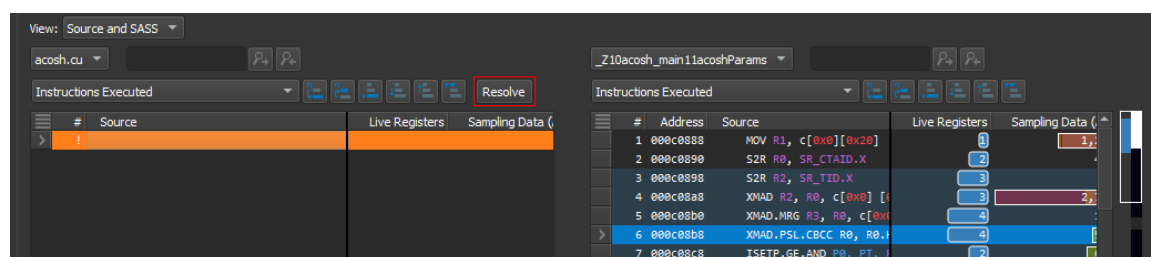 View: Source and SASS
acosh.cu
_Z10acosh_main11acoshParams
Instructions Executed
Resolve
Instructions Executed
# Source Live Registers Sampling Data (
# Address Source Live Registers Sampling Data (
!
1 000c0888 MOV R1, c[0x0][0x20] 1 1,
2 000c0890 S2R R0, SR_CTAID.X 2
3 000c0898 S2R R2, SR_TID.X 3
4 000c08a8 XMAD R2, R0, c[0x0] [ 3 2,
5 000c08b0 XMAD.MRG R3, R0, c[0x 4
6 000c08b8 XMAD.PSL.CBCC R0, R0. 4
7 000c08c8 ISETP.GE.AND P0, PT, 2